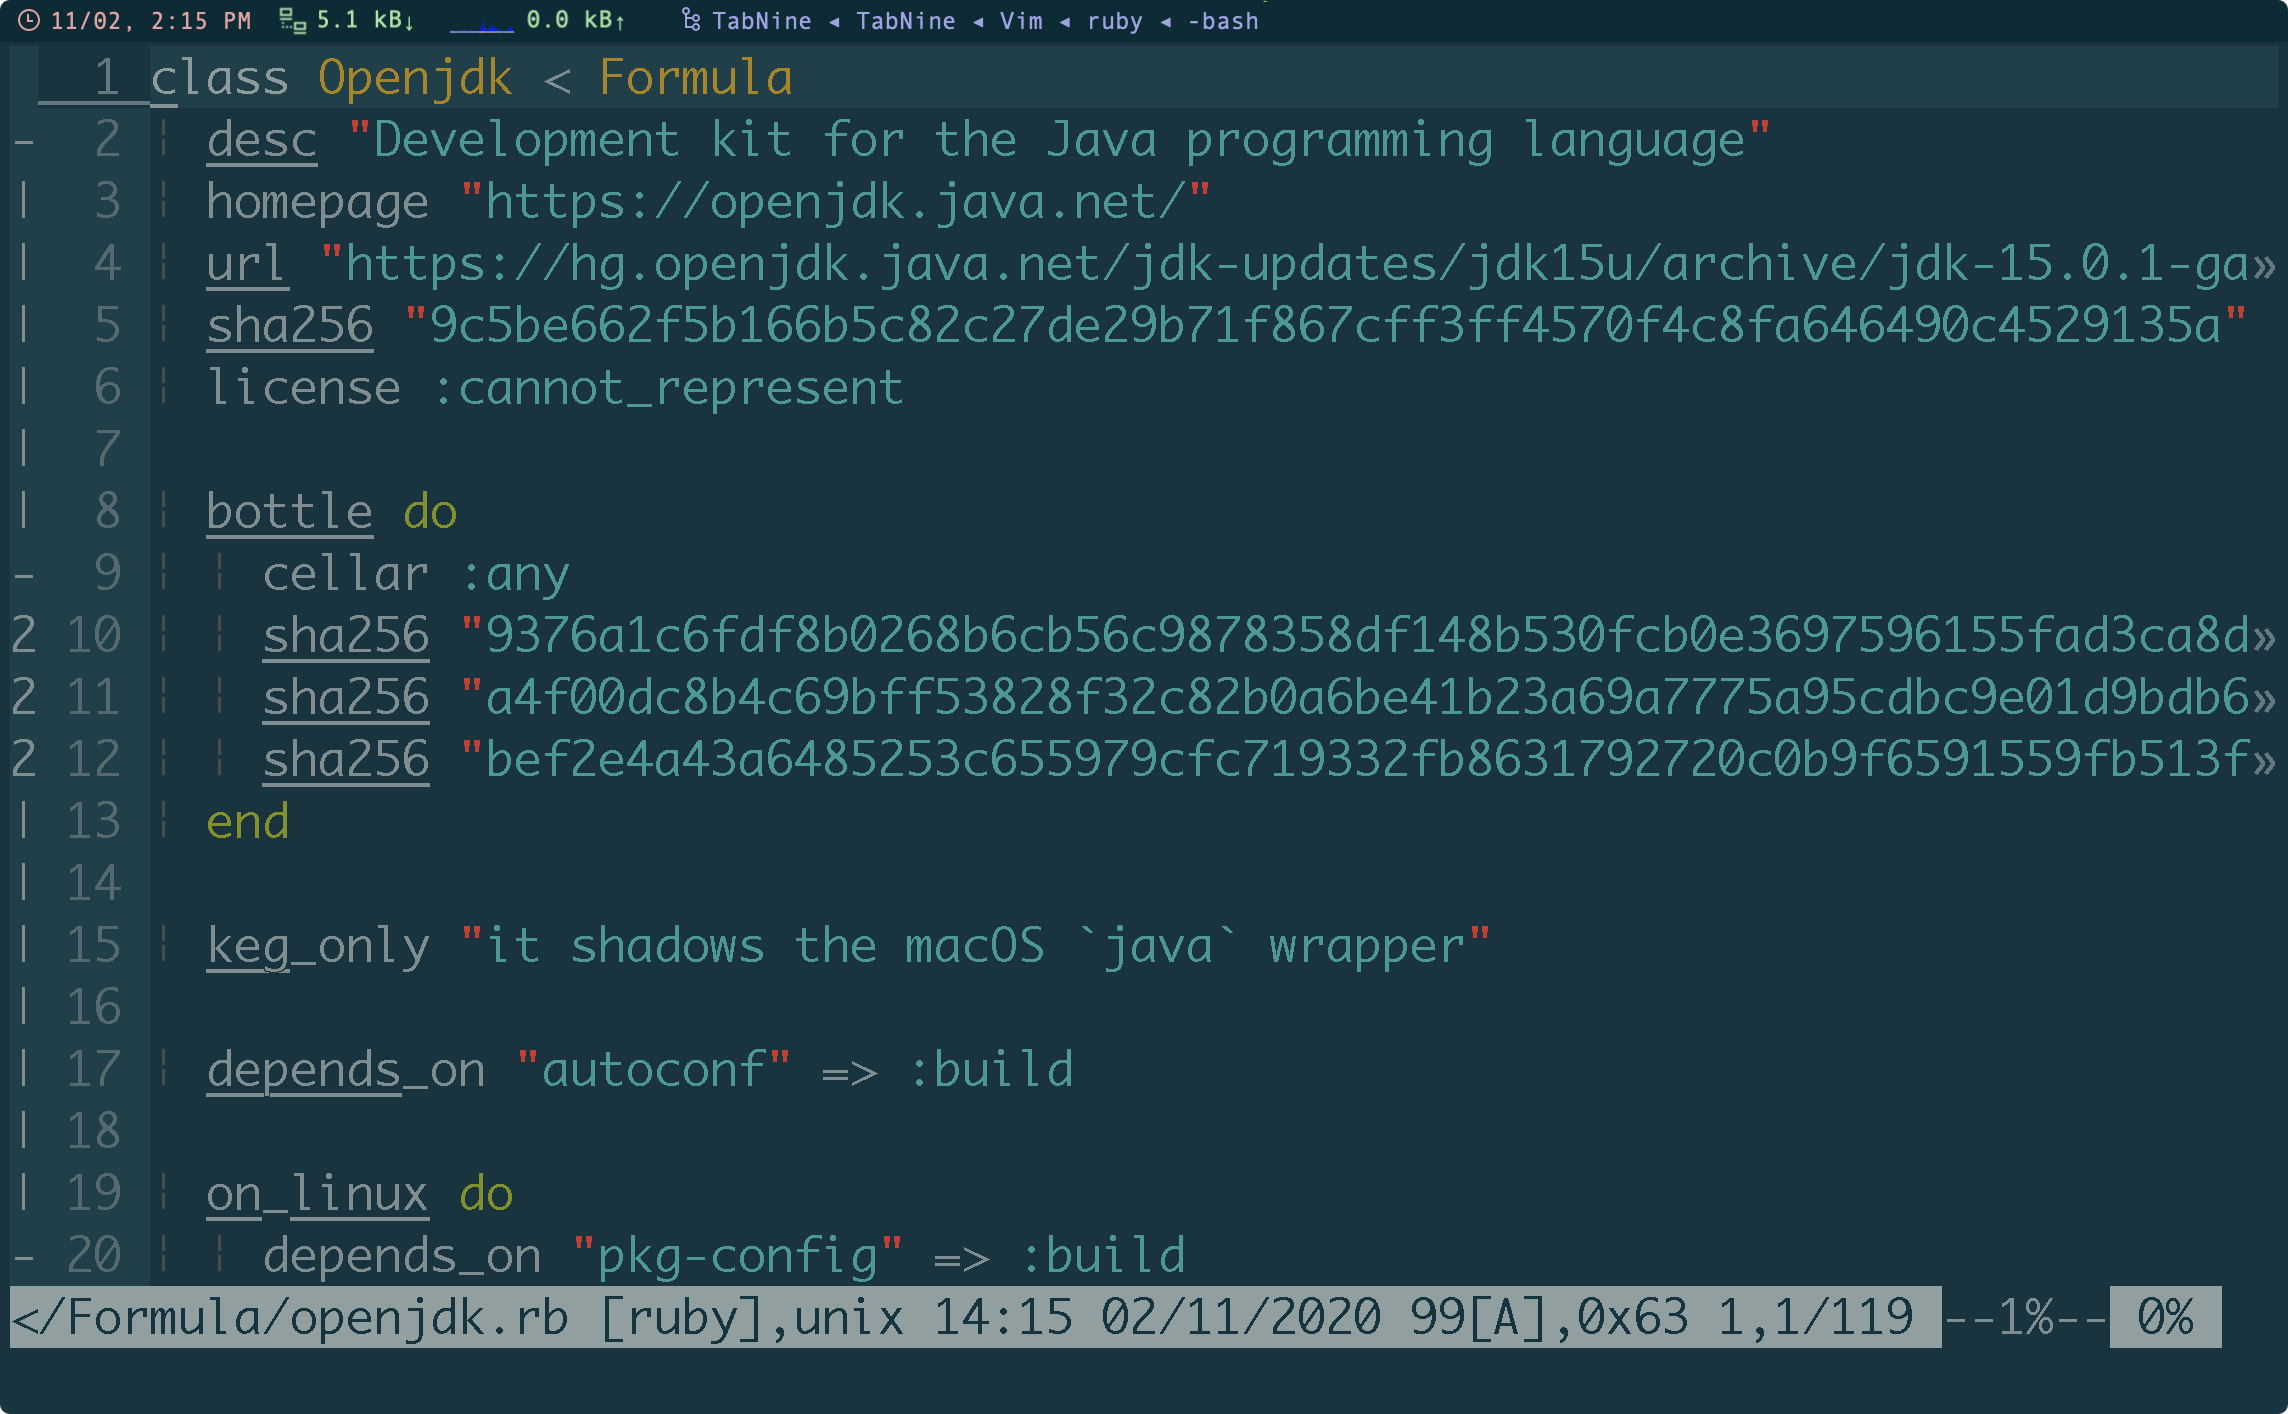 11/02, 2:15 PM 5.1 kB↓ 0.0 kB↑ TabNine ◂ TabNine ◂ Vim ◂ ruby ◂ -bash
1 class Openjdk < Formula
- 2 ¦ desc "Development kit for the Java programming language"
| 3 ¦ homepage "https://openjdk.java.net/"
| 4 ¦ url "https://hg.openjdk.java.net/jdk-updates/jdk15u/archive/jdk-15.0.1-ga»
| 5 ¦ sha256 "9c5be662f5b166b5c82c27de29b71f867cff3ff4570f4c8fa646490c4529135a"
| 6 ¦ license :cannot_represent
| 7
| 8 ¦ bottle do
- 9 ¦ ¦ cellar :any
2 10 ¦ ¦ sha256 "9376a1c6fdf8b0268b6cb56c9878358df148b530fcb0e3697596155fad3ca8d»
2 11 ¦ ¦ sha256 "a4f00dc8b4c69bff53828f32c82b0a6be41b23a69a7775a95cdbc9e01d9bdb6»
2 12 ¦ ¦ sha256 "bef2e4a43a6485253c655979cfc719332fb8631792720c0b9f6591559fb513f»
| 13 ¦ end
| 14
| 15 ¦ keg_only "it shadows the macOS `java` wrapper"
| 16
| 17 ¦ depends_on "autoconf" => :build
| 18
| 19 ¦ on_linux do
- 20 ¦ ¦ depends_on "pkg-config" => :build
</Formula/openjdk.rb [ruby],unix 14:15 02/11/2020 99[A],0x63 1,1/119 --1%-- 0%